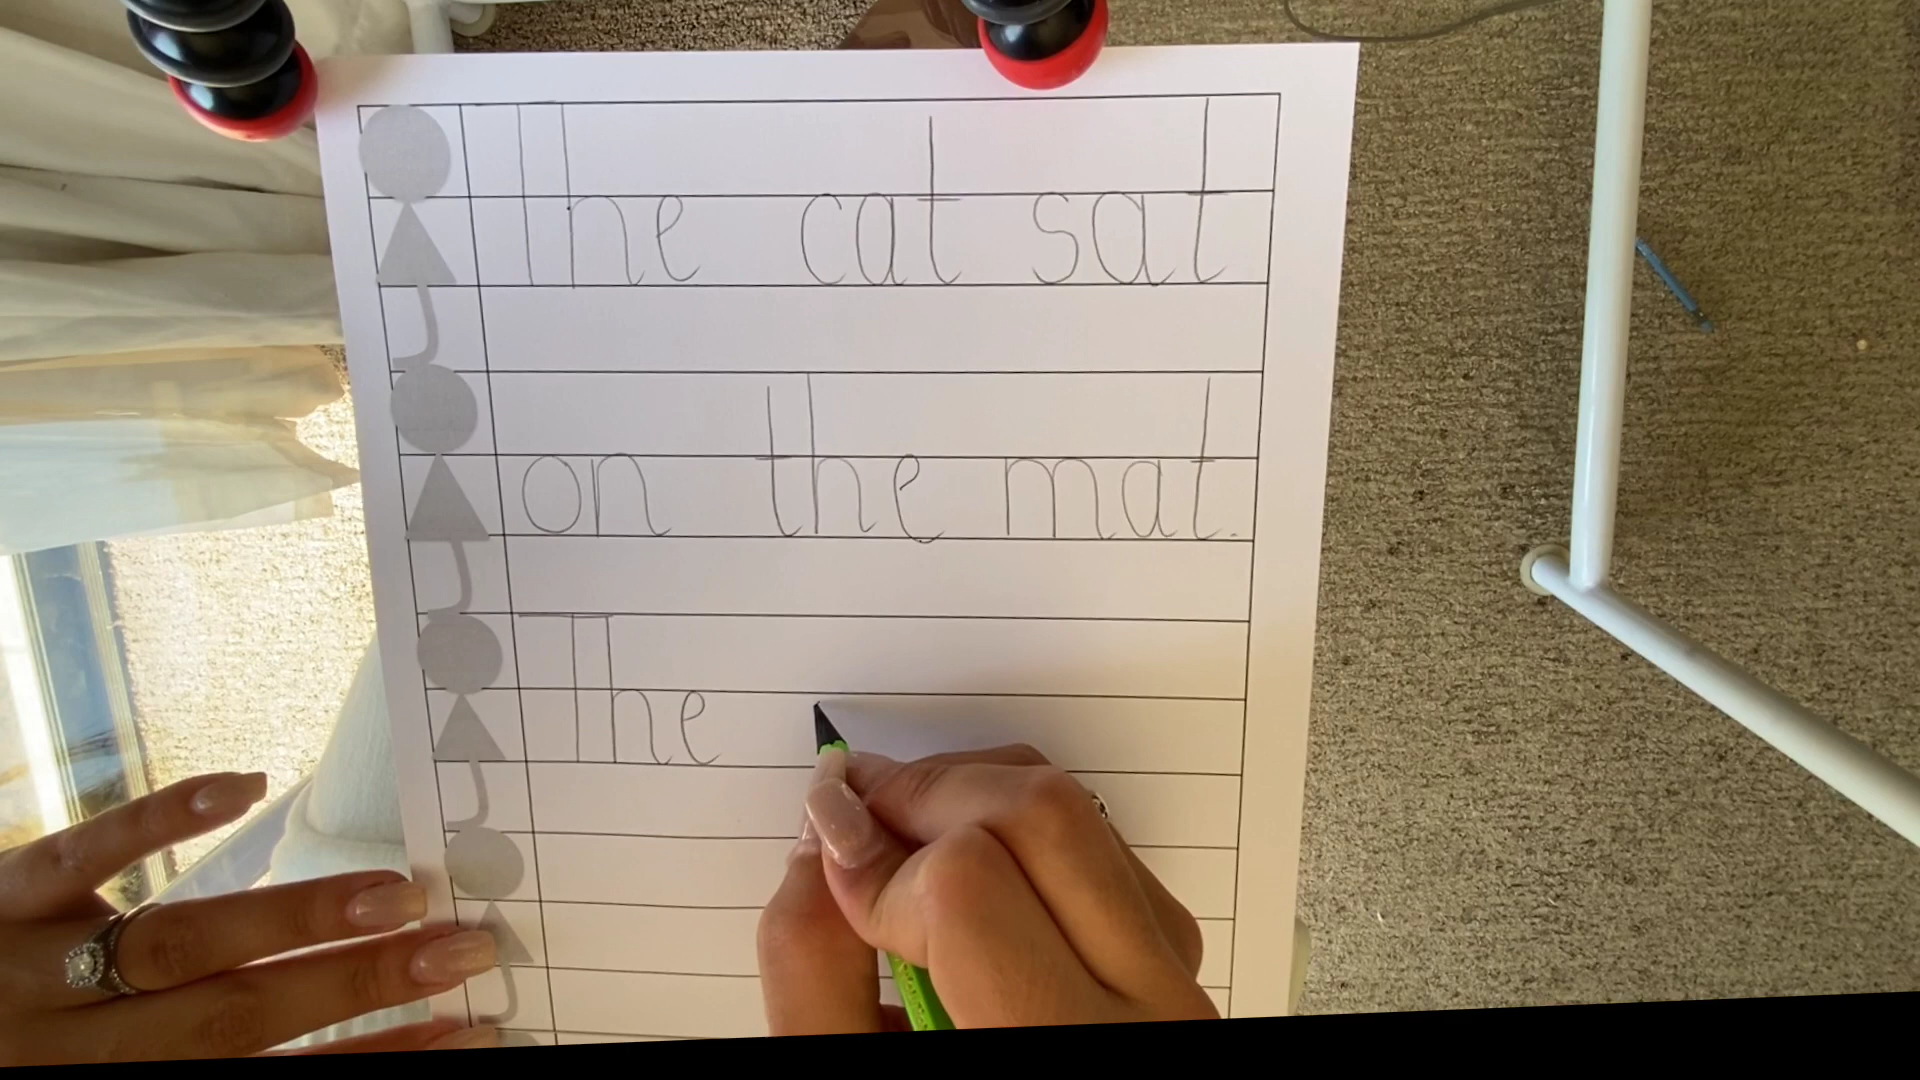 The cat sat
on the mat.
The